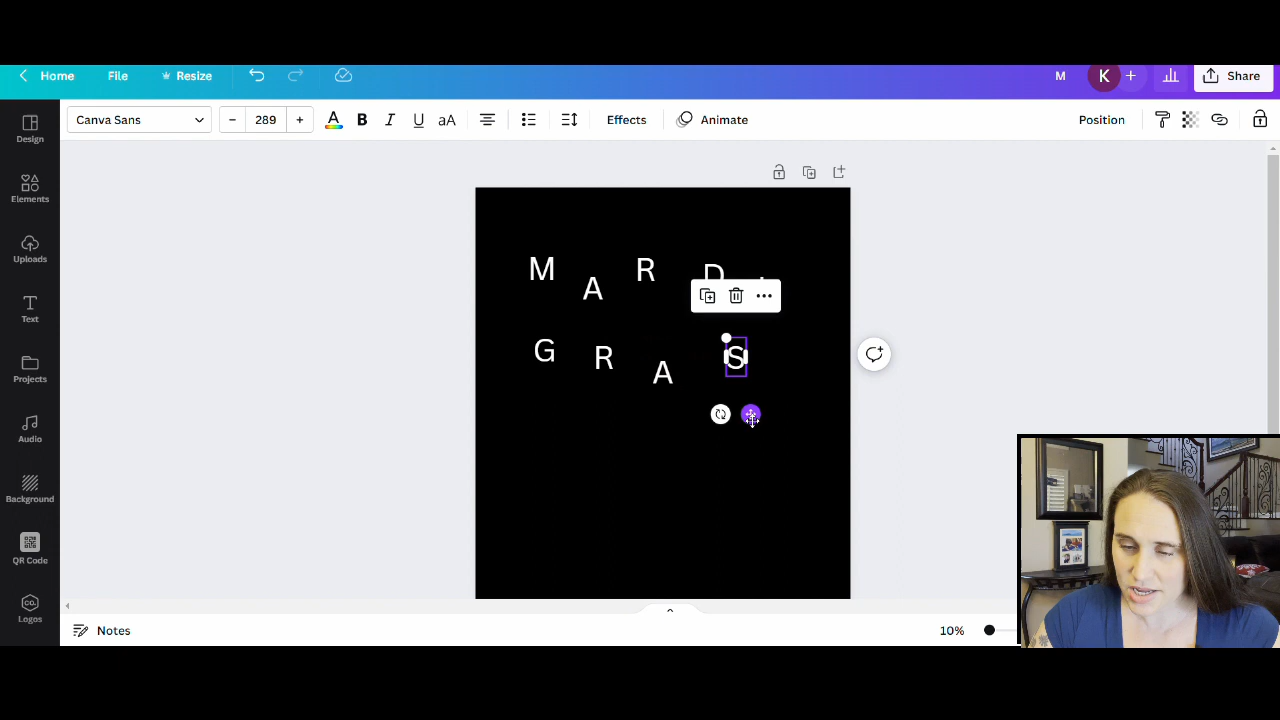 Home File Resize M K + Share
Canva Sans − 289 + A B I U aA Effects Animate Position
Design
Elements
Uploads
Text
Projects
Audio
Background
QR Code
CO.
Logos
M A R D
G R A S
Notes 10%